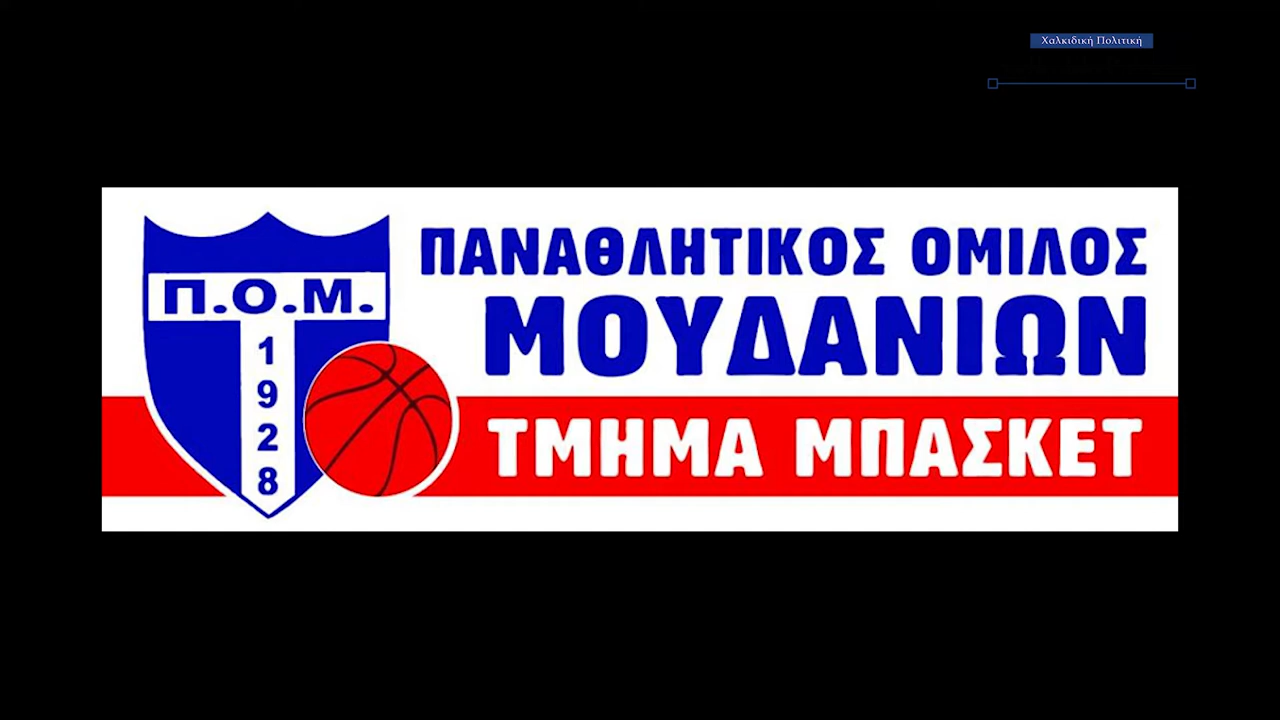 Χαλκιδική Πολιτική
ΠΑΝΑΘΛΗΤΙΚΟΣ ΟΜΙΛΟΣ
ΜΟΥΔΑΝΙΩΝ
ΤΜΗΜΑ ΜΠΑΣΚΕΤ
Π.Ο.Μ.
1928